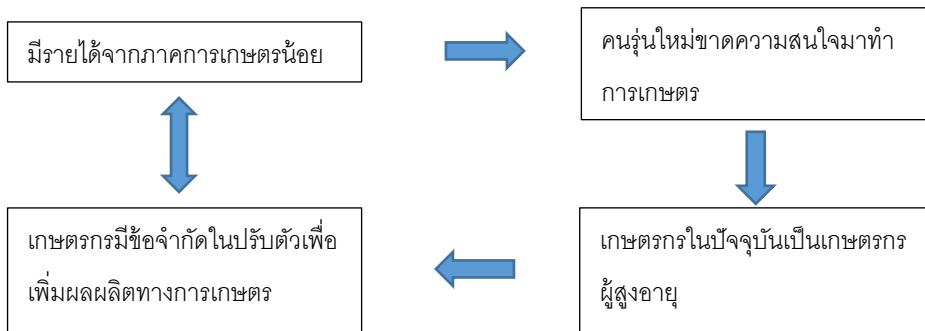 มีรายได้จากภาคการเกษตรน้อย
คนรุ่นใหม่ขาดความสนใจมาทำ
การเกษตร
เกษตรกรมีข้อจำกัดในปรับตัวเพื่อ
เพิ่มผลผลิตทางการเกษตร
เกษตรกรในปัจจุบันเป็นเกษตรกร
ผู้สูงอายุ